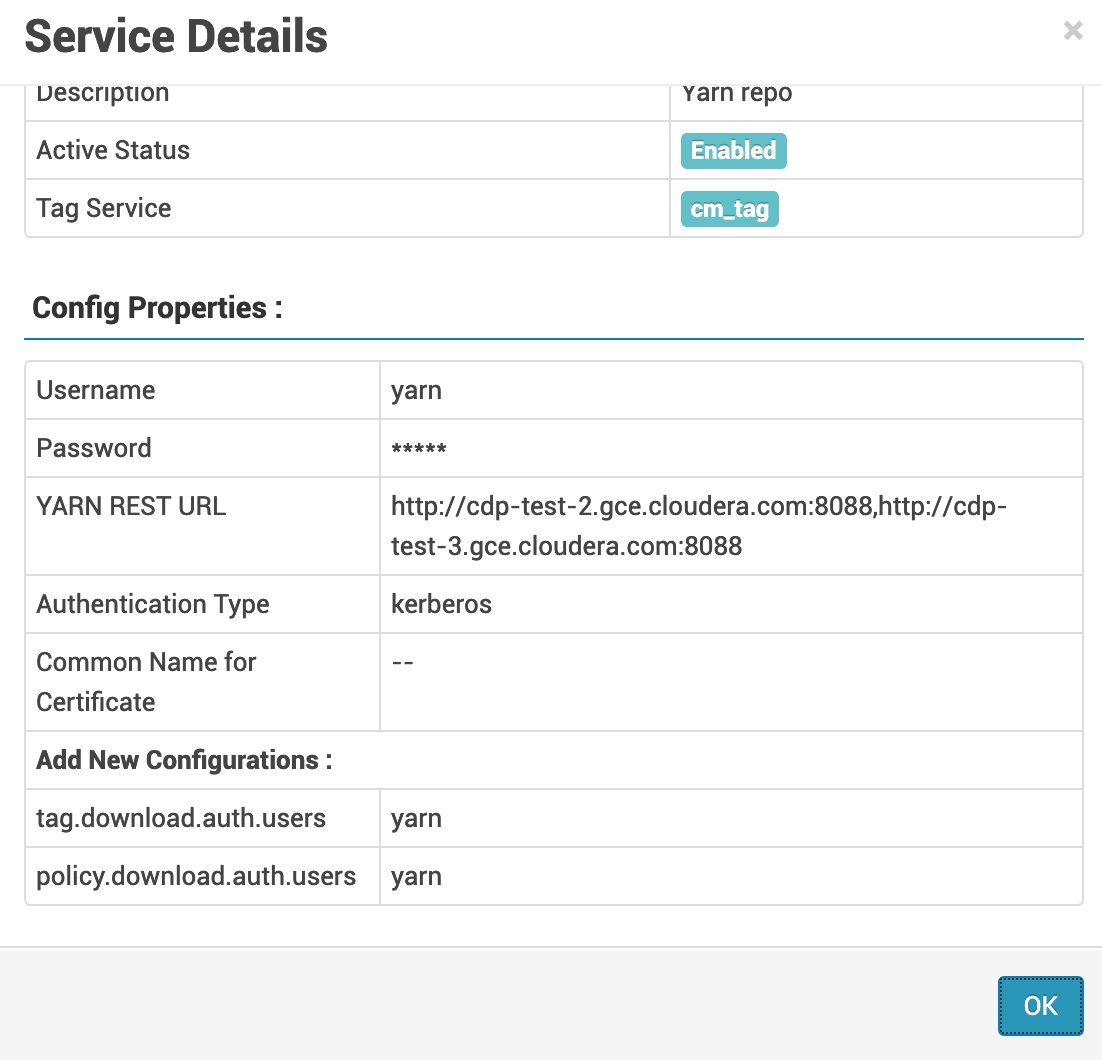 Service Details
×
Description
Yarn repo
Active Status
Enabled
Tag Service
cm_tag
Config Properties :
Username
yarn
Password
*****
YARN REST URL
http://cdp-test-2.gce.cloudera.com:8088,http://cdp-
test-3.gce.cloudera.com:8088
Authentication Type
kerberos
Common Name for
Certificate
--
Add New Configurations :
tag.download.auth.users
yarn
policy.download.auth.users
yarn
OK